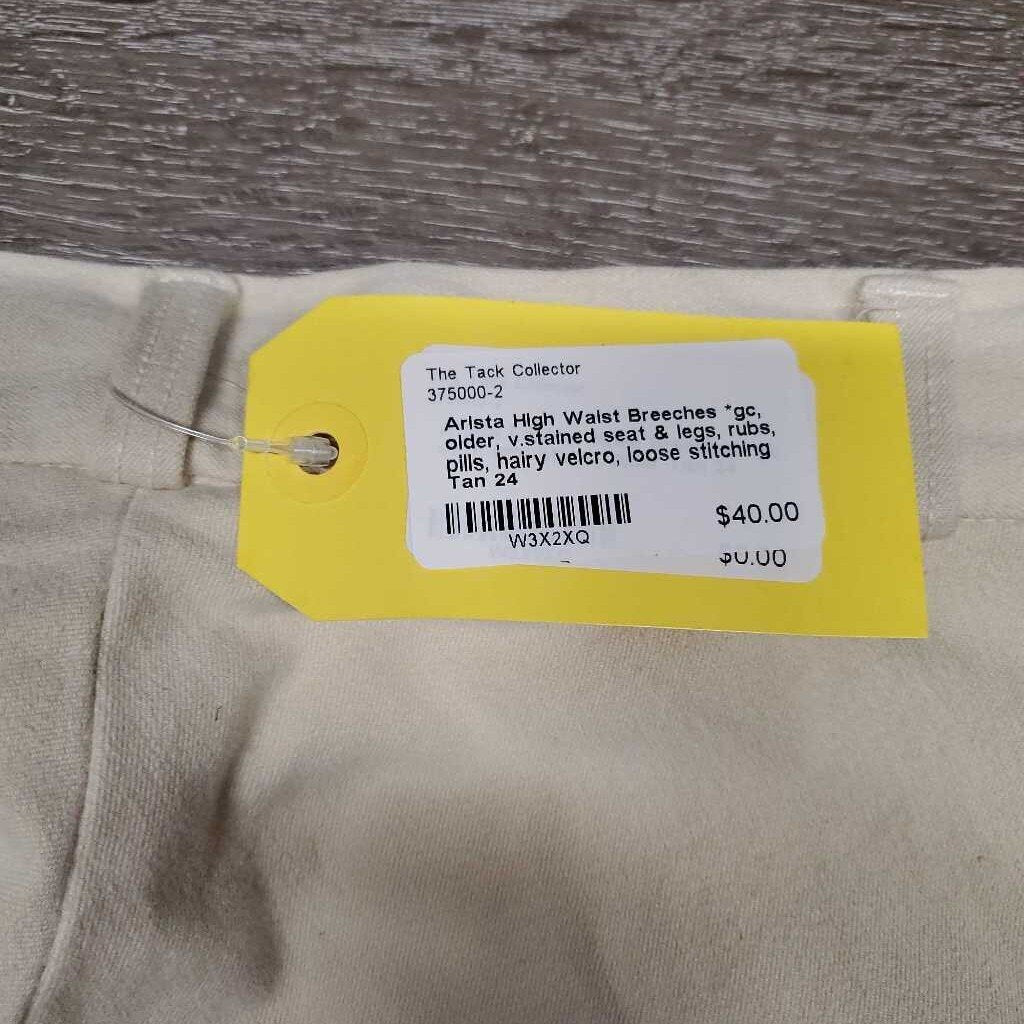 The Tack Collector
375000-2
Arista High Waist Breeches *gc,
older, v.stained seat & legs, rubs,
pills, hairy velcro, loose stitching
Tan 24
$40.00
W3X2XQ
$0.00